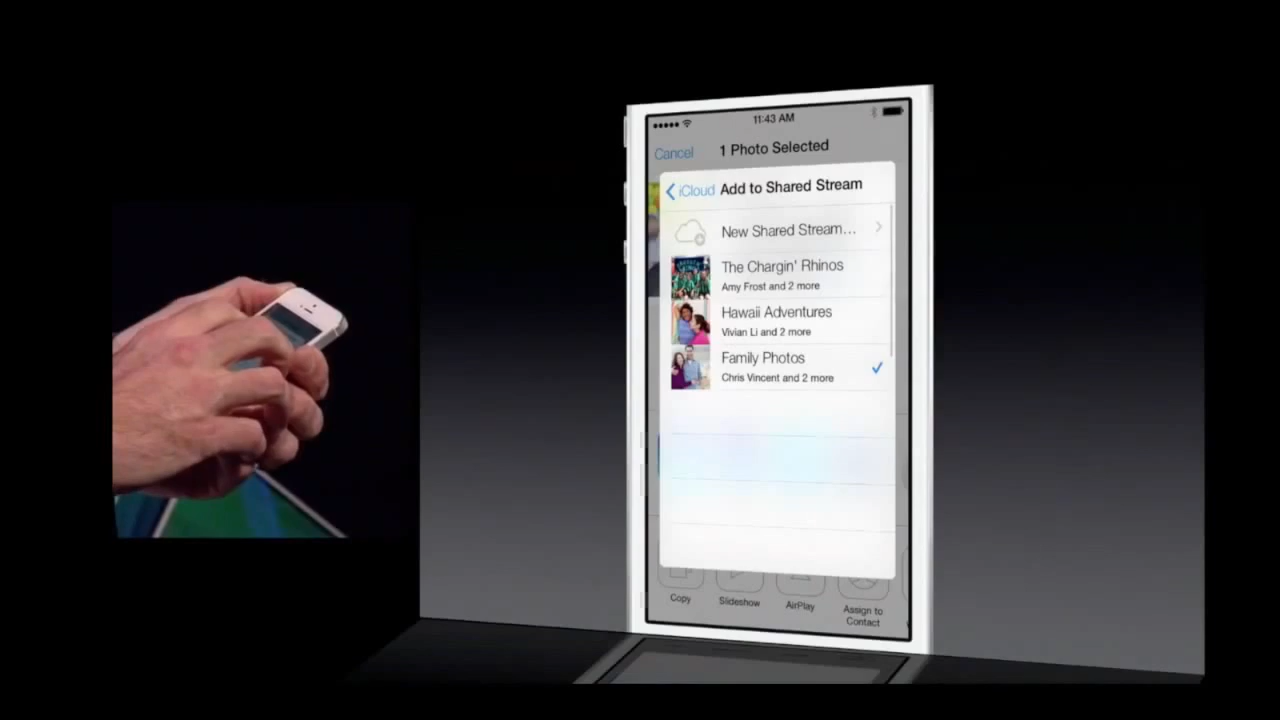 11:43 AM
Cancel
1 Photo Selected
iCloud
Add to Shared Stream
New Shared Stream...
The Chargin' Rhinos
Amy Frost and 2 more
Hawaii Adventures
Vivian Li and 2 more
Family Photos
Chris Vincent and 2 more
Copy
Slideshow
AirPlay
Assign to
Contact